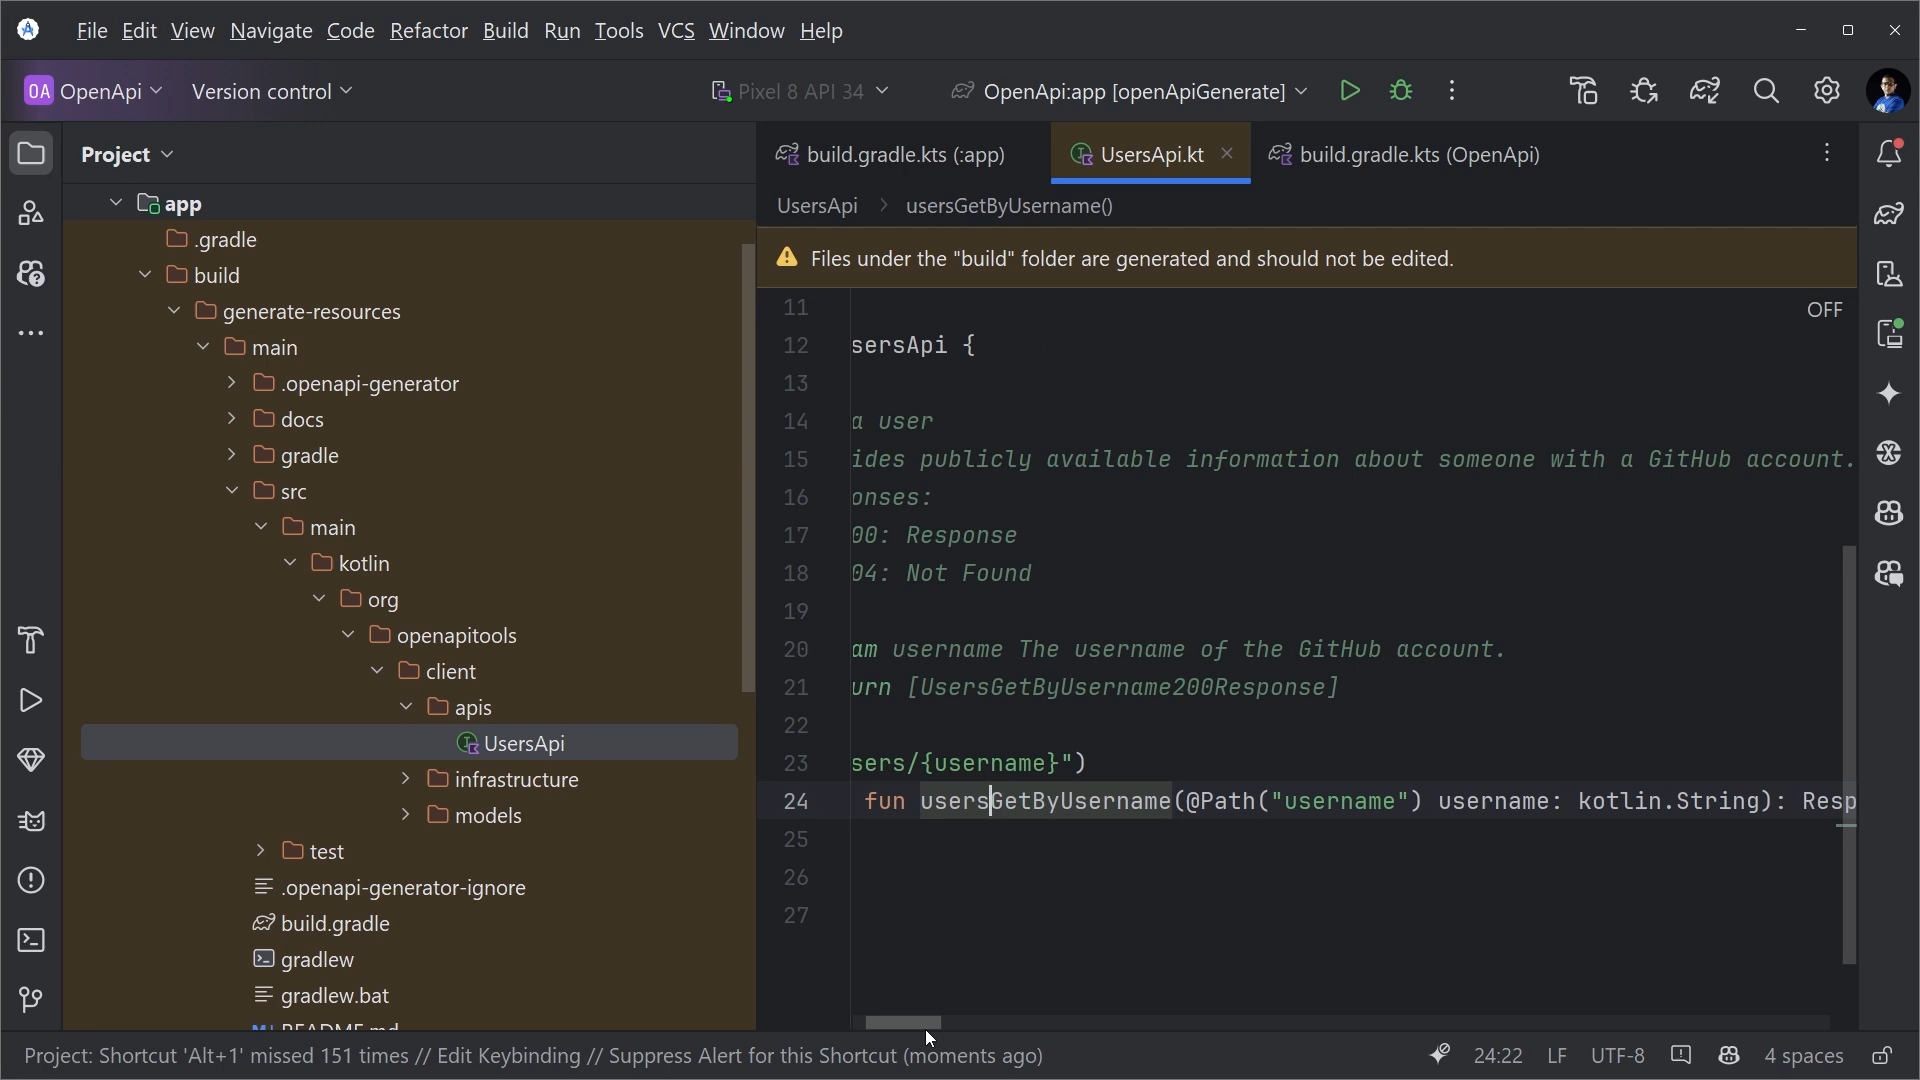 File Edit View Navigate Code Refactor Build Run Tools VCS Window Help
OA OpenApi Version control Pixel 8 API 34 OpenApi:app [openApiGenerate]
Project
app
.gradle
build
generate-resources
main
.openapi-generator
docs
gradle
src
main
kotlin
org
openapitools
client
apis
UsersApi
infrastructure
models
test
.openapi-generator-ignore
build.gradle
gradlew
gradlew.bat
README.md
build.gradle.kts (:app) UsersApi.kt build.gradle.kts (OpenApi)
UsersApi usersGetByUsername()
Files under the "build" folder are generated and should not be edited.
OFF
11
12 sersApi {
13
14 a user
15 ides publicly available information about someone with a GitHub account.
16 onses:
17 00: Response
18 04: Not Found
19
20 am username The username of the GitHub account.
21 urn [UsersGetByUsername200Response]
22
23 sers/{username}")
24 fun usersGetByUsername(@Path("username") username: kotlin.String): Resp
25
26
27
Project: Shortcut 'Alt+1' missed 151 times // Edit Keybinding // Suppress Alert for this Shortcut (moments ago) 24:22 LF UTF-8 4 spaces